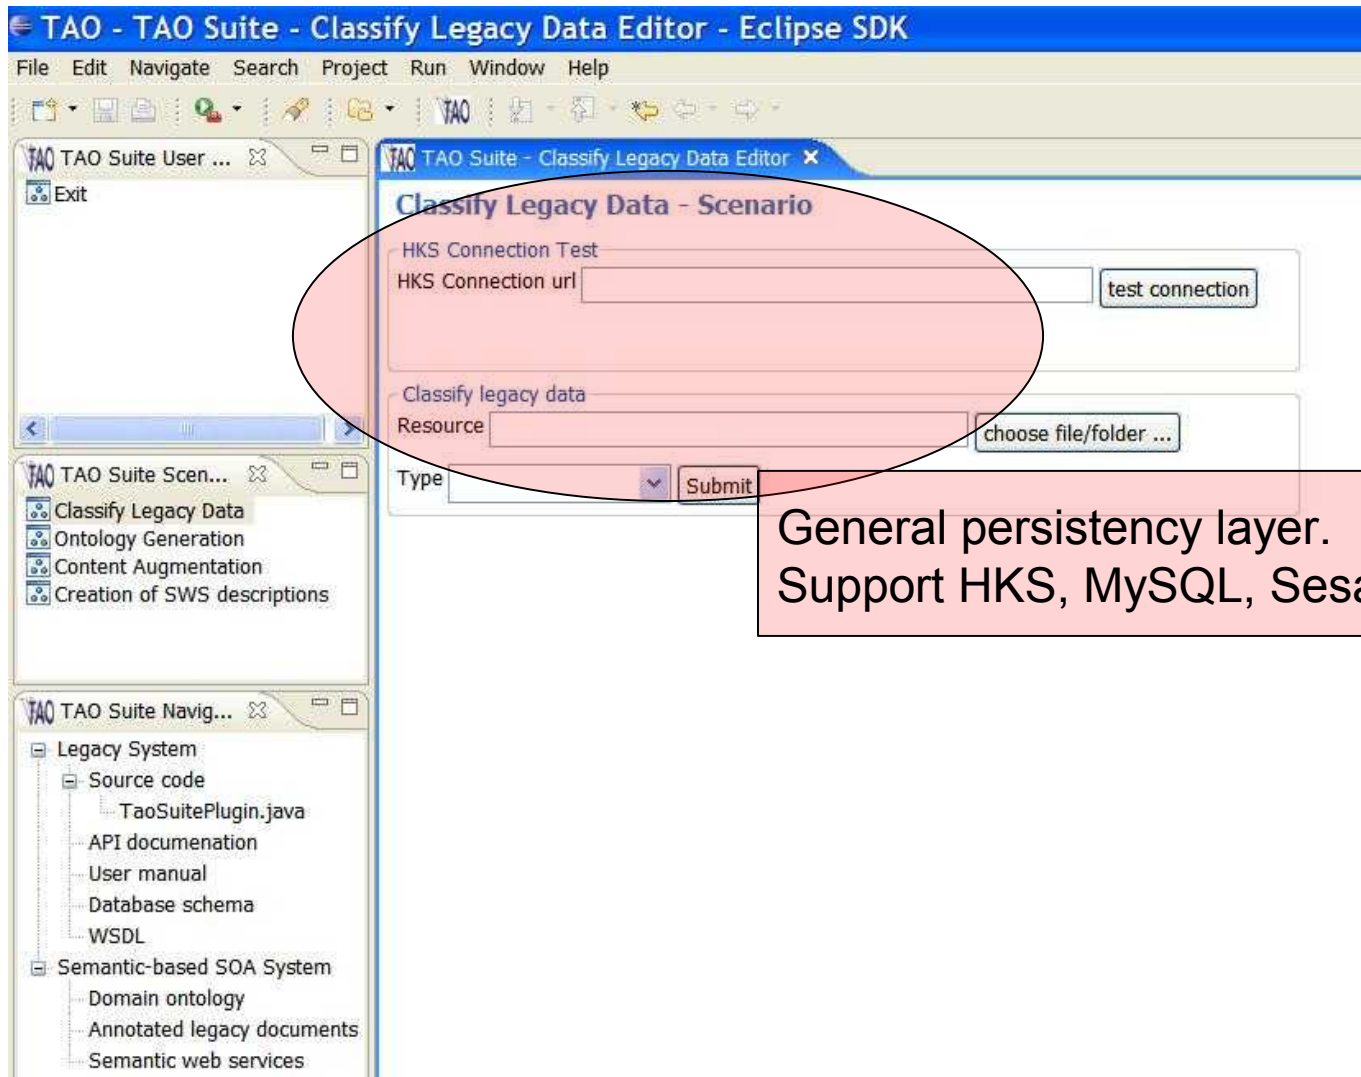 TAO - TAO Suite - Classify Legacy Data Editor - Eclipse SDK
File Edit Navigate Search Project Run Window Help
TAO
TAO TAO Suite User ...
Exit
TAO TAO Suite - Classify Legacy Data Editor
Classify Legacy Data - Scenario
HKS Connection Test
HKS Connection url
test connection
Classify legacy data
Resource
choose file/folder ...
Type
Submit
General persistency layer.
Support HKS, MySQL,
TAO TAO Suite Scen...
Classify Legacy Data
Ontology Generation
Content Augmentation
Creation of SWS descriptions
TAO TAO Suite Navig...
Legacy System
Source code
TaoSuitePlugin.java
API documenation
User manual
Database schema
WSDL
Semantic-based SOA System
Domain ontology
Annotated legacy documents
Semantic web services